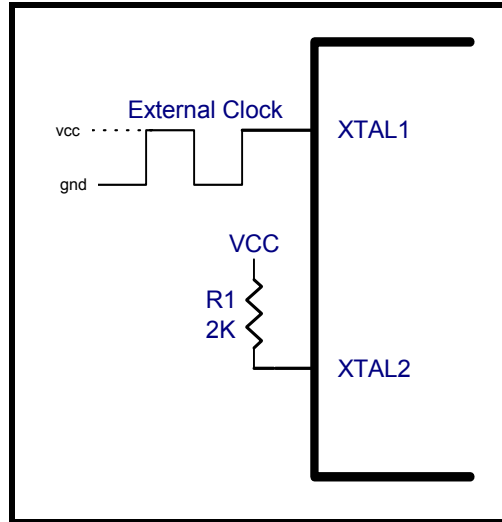 External Clock
vcc
XTAL1
gnd
VCC
R1
2K
XTAL2